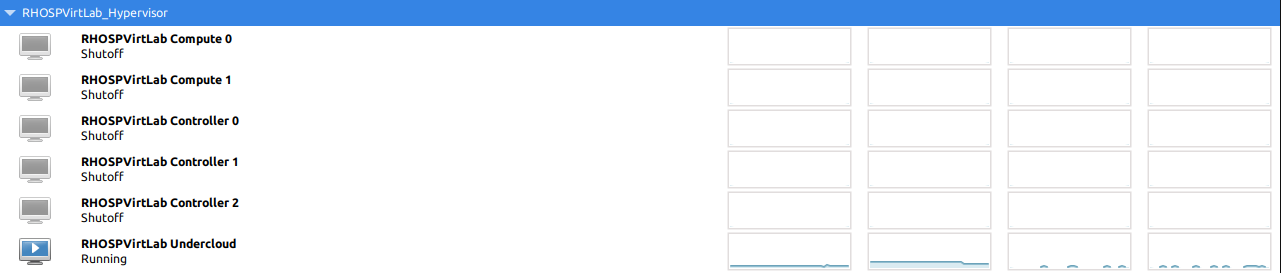 RHOSPVirtLab_Hypervisor
RHOSPVirtLab Compute 0
Shutoff
RHOSPVirtLab Compute 1
Shutoff
RHOSPVirtLab Controller 0
Shutoff
RHOSPVirtLab Controller 1
Shutoff
RHOSPVirtLab Controller 2
Shutoff
RHOSPVirtLab Undercloud
Running